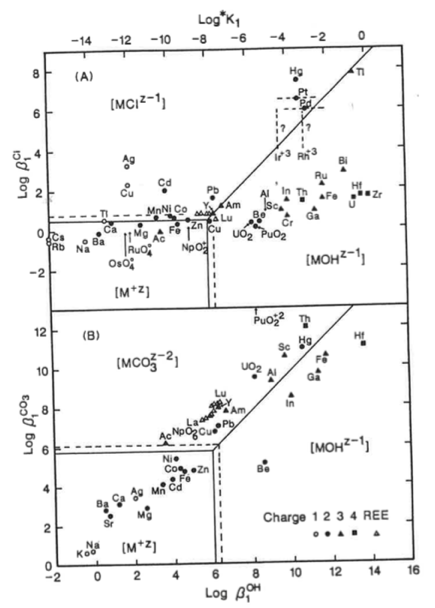 Log *K₁
−14 −12 −10 −8 −6 −4 −2 0
(A)
Hg Tl
8
Pt
Pd
[MCl^z−1]
6
? ?
Ir+3 Rh+3
4
Log β₁^Cl
Ag Bi
Cd Ru
Cu Pb Al In Th Fe Hf Zr
2
Tl Mn Ni Co Y Am Sc U
Ca Lu Be Cr Ga
Cs Fe Zn Cu
0
Rb Na Ba Mg UO₂ PuO₂
Ac NpO₂⁺
RuO₄
OsO₄
−2
[M+z] [MOH^z−1]
12
PuO₂⁺²
Th
(B) Hg Hf
[MCO₃^z−2] Sc Fe
10
UO₂ Al Ga
Lu In
8
Y
La Am
NpO₂ Pb
Cu
6
Ac
Log β₁^CO₃
Ni [MOH^z−1]
Co Zn Be
Fe
4
Ag Mn Cd
Ca
Ba
Sr Mg
2
Charge 1 2 3 4 REE
[M+z]
Na
K
0
−2 0 2 4 6 8 10 12 14 16
Log β₁^OH